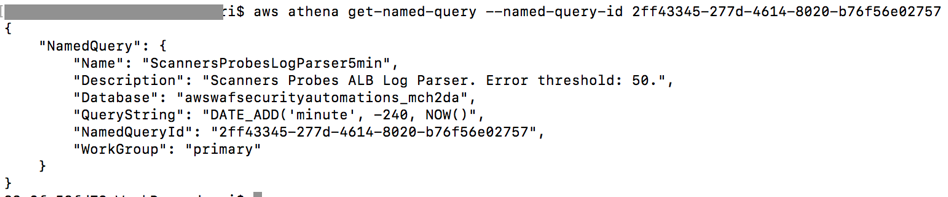 ri$ aws athena get-named-query --named-query-id 2ff43345-277d-4614-8020-b76f56e02757
{
    "NamedQuery": {
        "Name": "ScannersProbesLogParser5min",
        "Description": "Scanners Probes ALB Log Parser. Error threshold: 50.",
        "Database": "awswafsecurityautomations_mch2da",
        "QueryString": "DATE_ADD('minute', -240, NOW()",
        "NamedQueryId": "2ff43345-277d-4614-8020-b76f56e02757",
        "WorkGroup": "primary"
    }
}